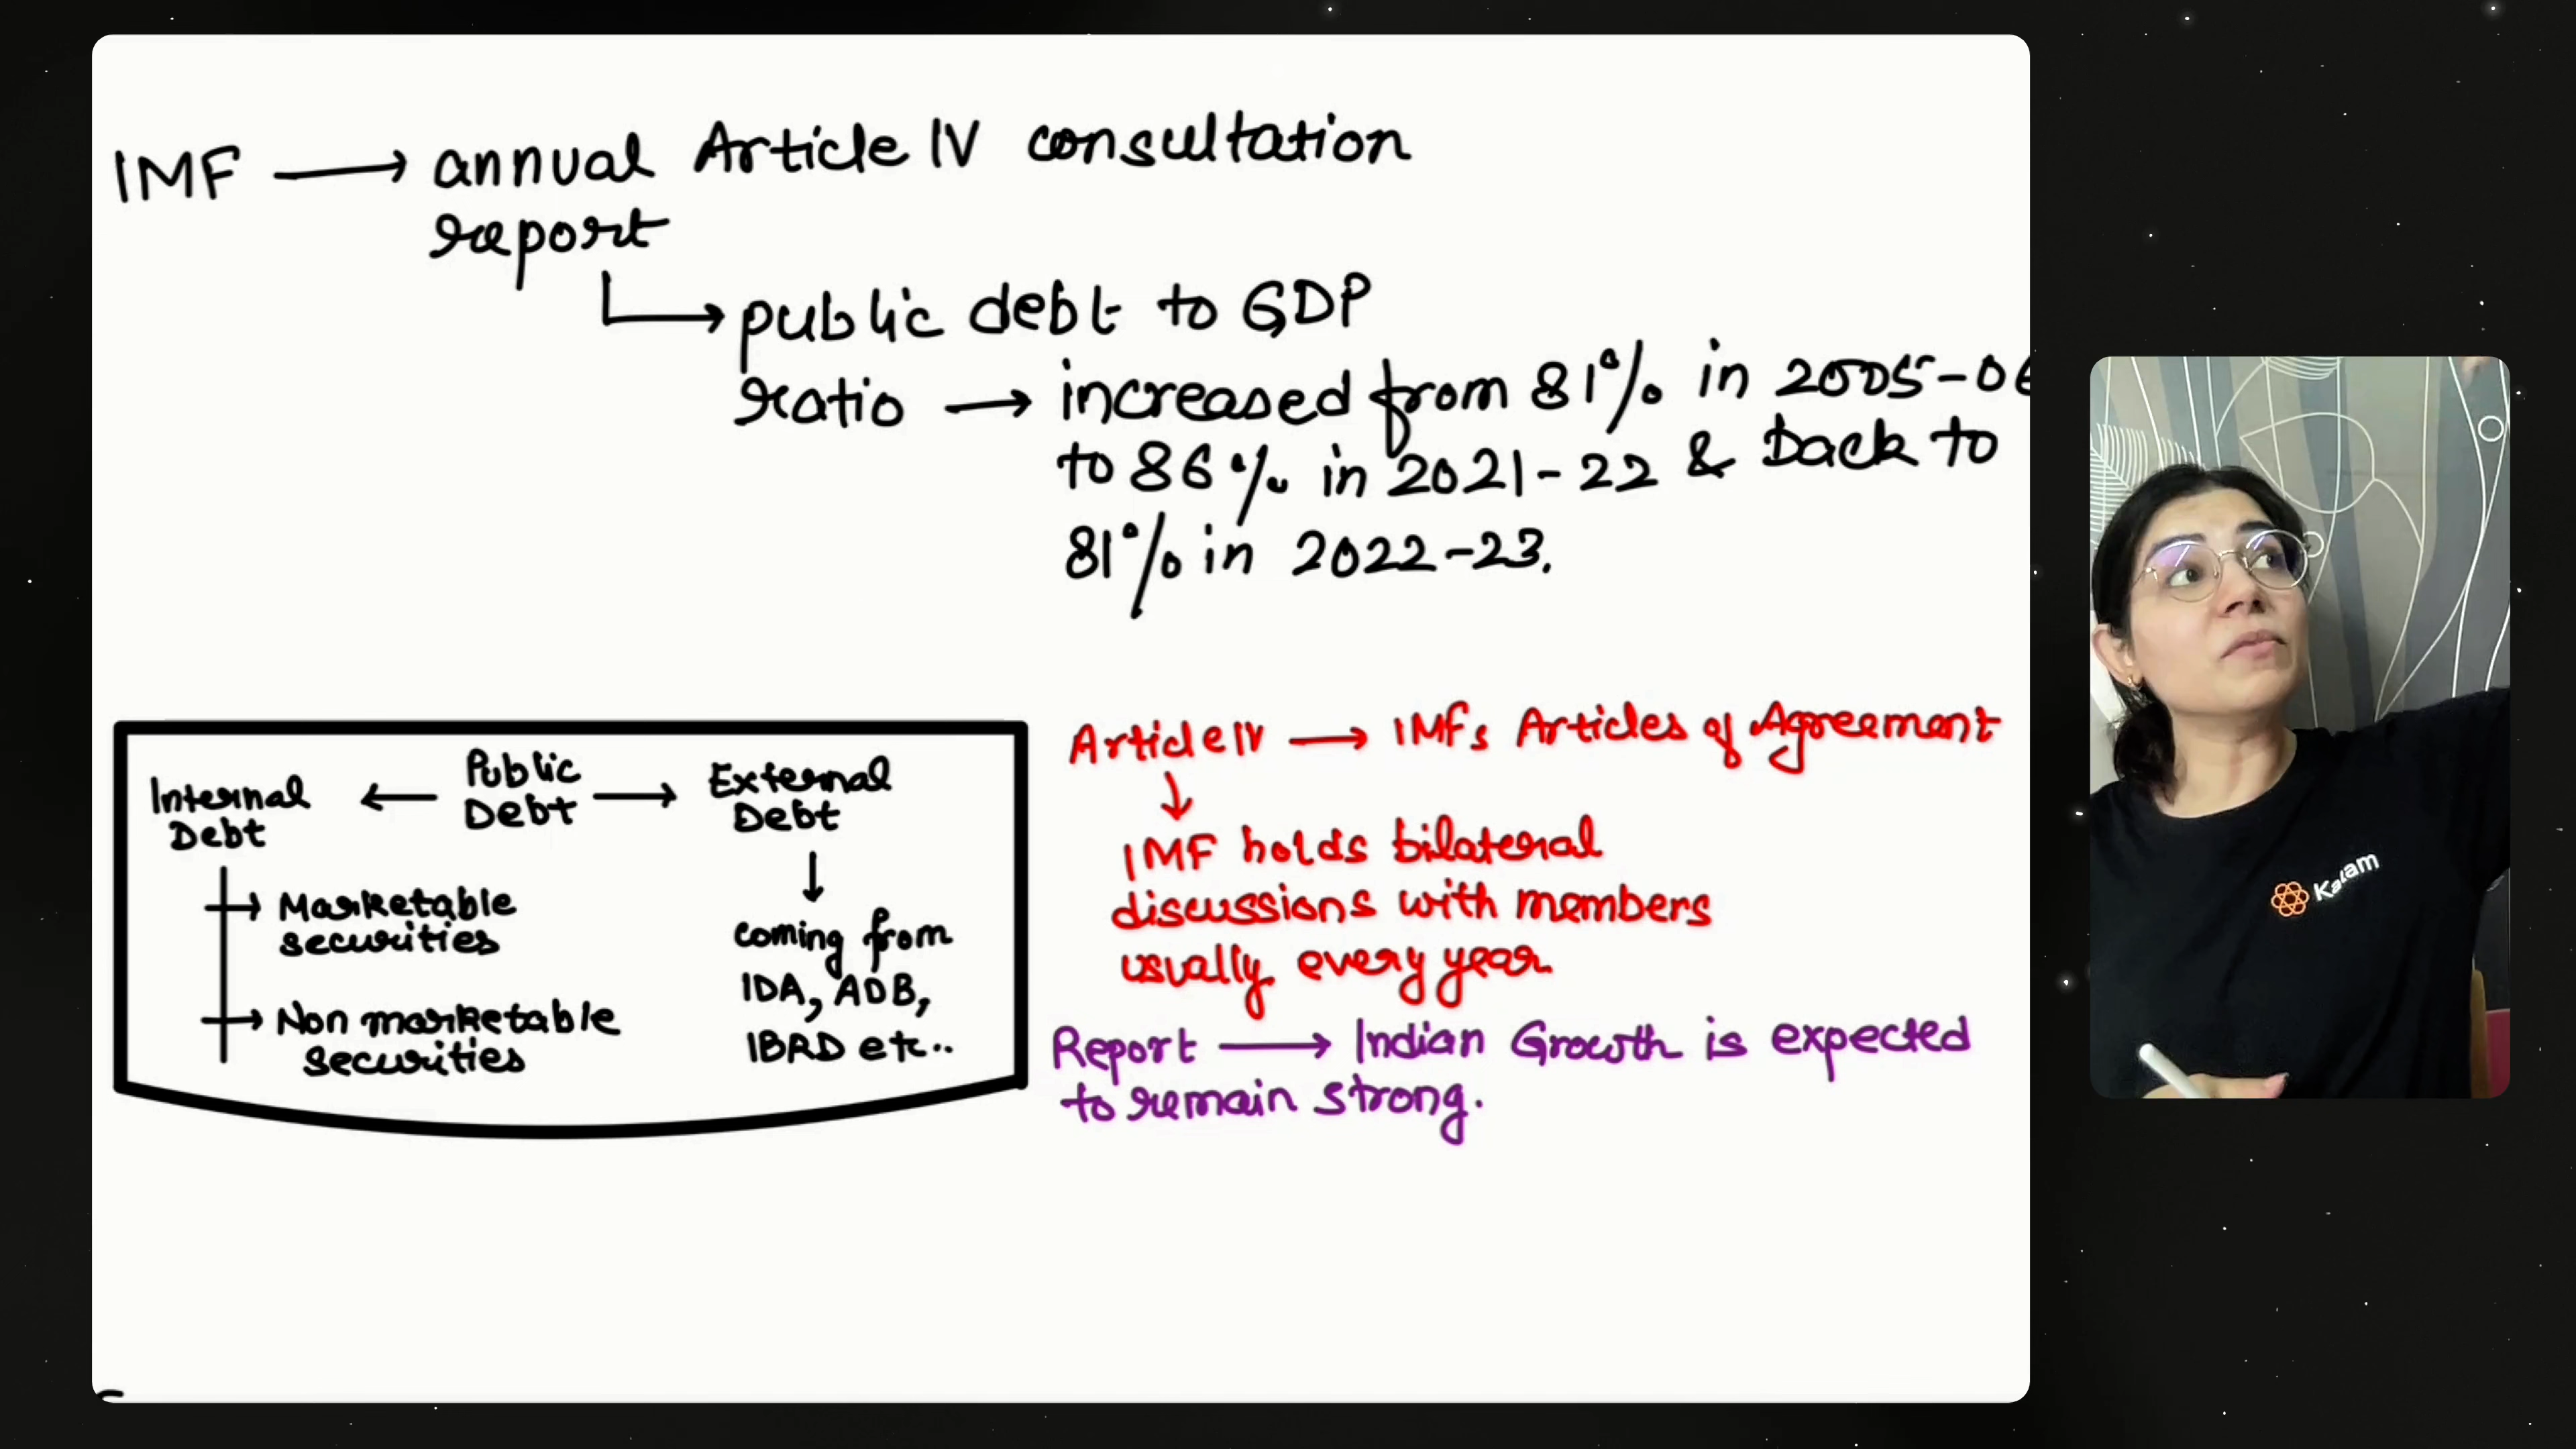 IMF → annual Article IV consultation
report
↳ public debt to GDP
ratio → increased from 81% in 2005-06
to 86% in 2021-22 & back to
81% in 2022-23.
Internal ← Public → External
Debt Debt Debt
↓
Marketable
securities
coming from
IDA, ADB,
IBRD etc..
Non marketable
securities
Article IV → IMFs Articles of Agreement
↓
IMF holds bilateral
discussions with members
usually every year
Report → Indian Growth is expected
to remain strong.
Kalam